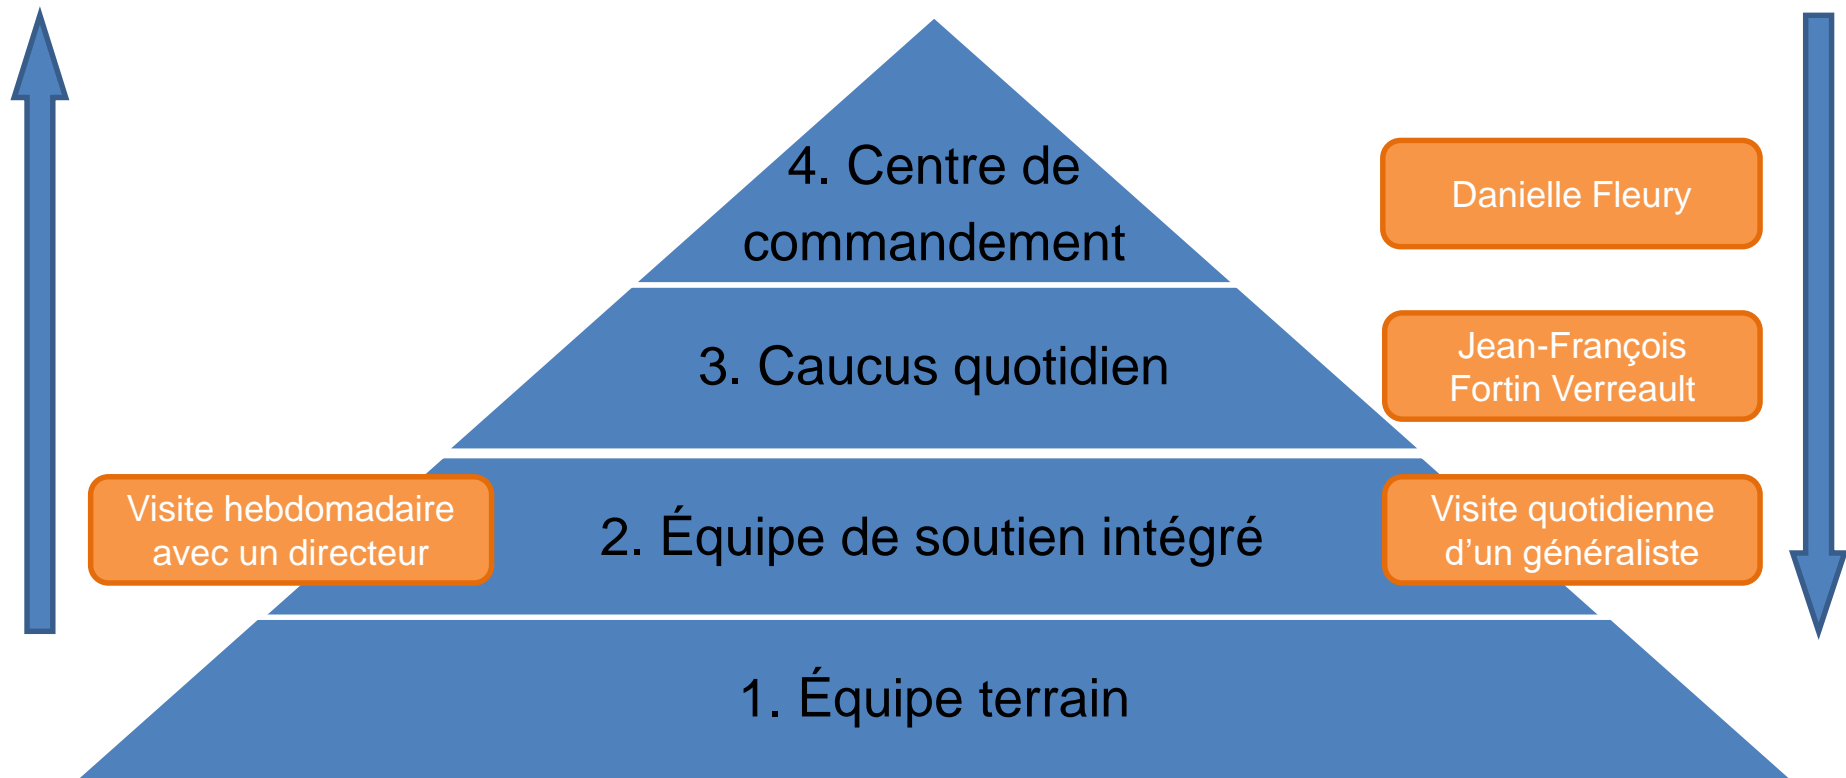 4. Centre de
commandement
Danielle Fleury
3. Caucus quotidien
Jean-François
Fortin Verreault
Visite hebdomadaire
avec un directeur
2. Équipe de soutien intégré
Visite quotidienne
d’un généraliste
1. Équipe terrain